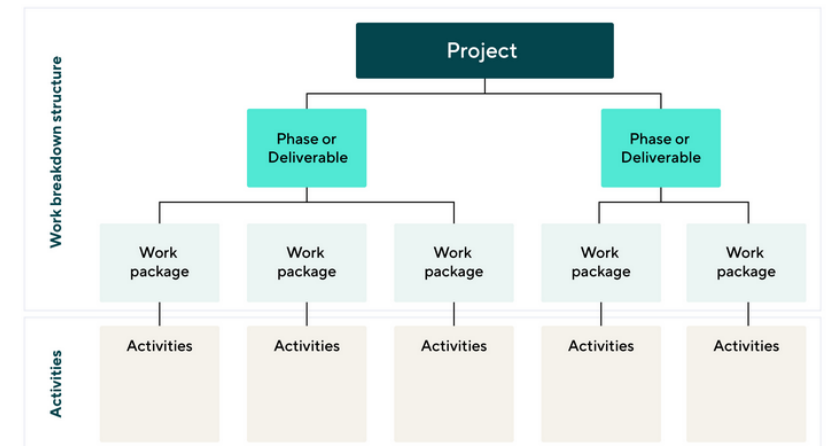 Work breakdown structure
Project
Phase or
Deliverable
Phase or
Deliverable
Work
package
Work
package
Work
package
Work
package
Work
package
Activities
Activities
Activities
Activities
Activities
Activities